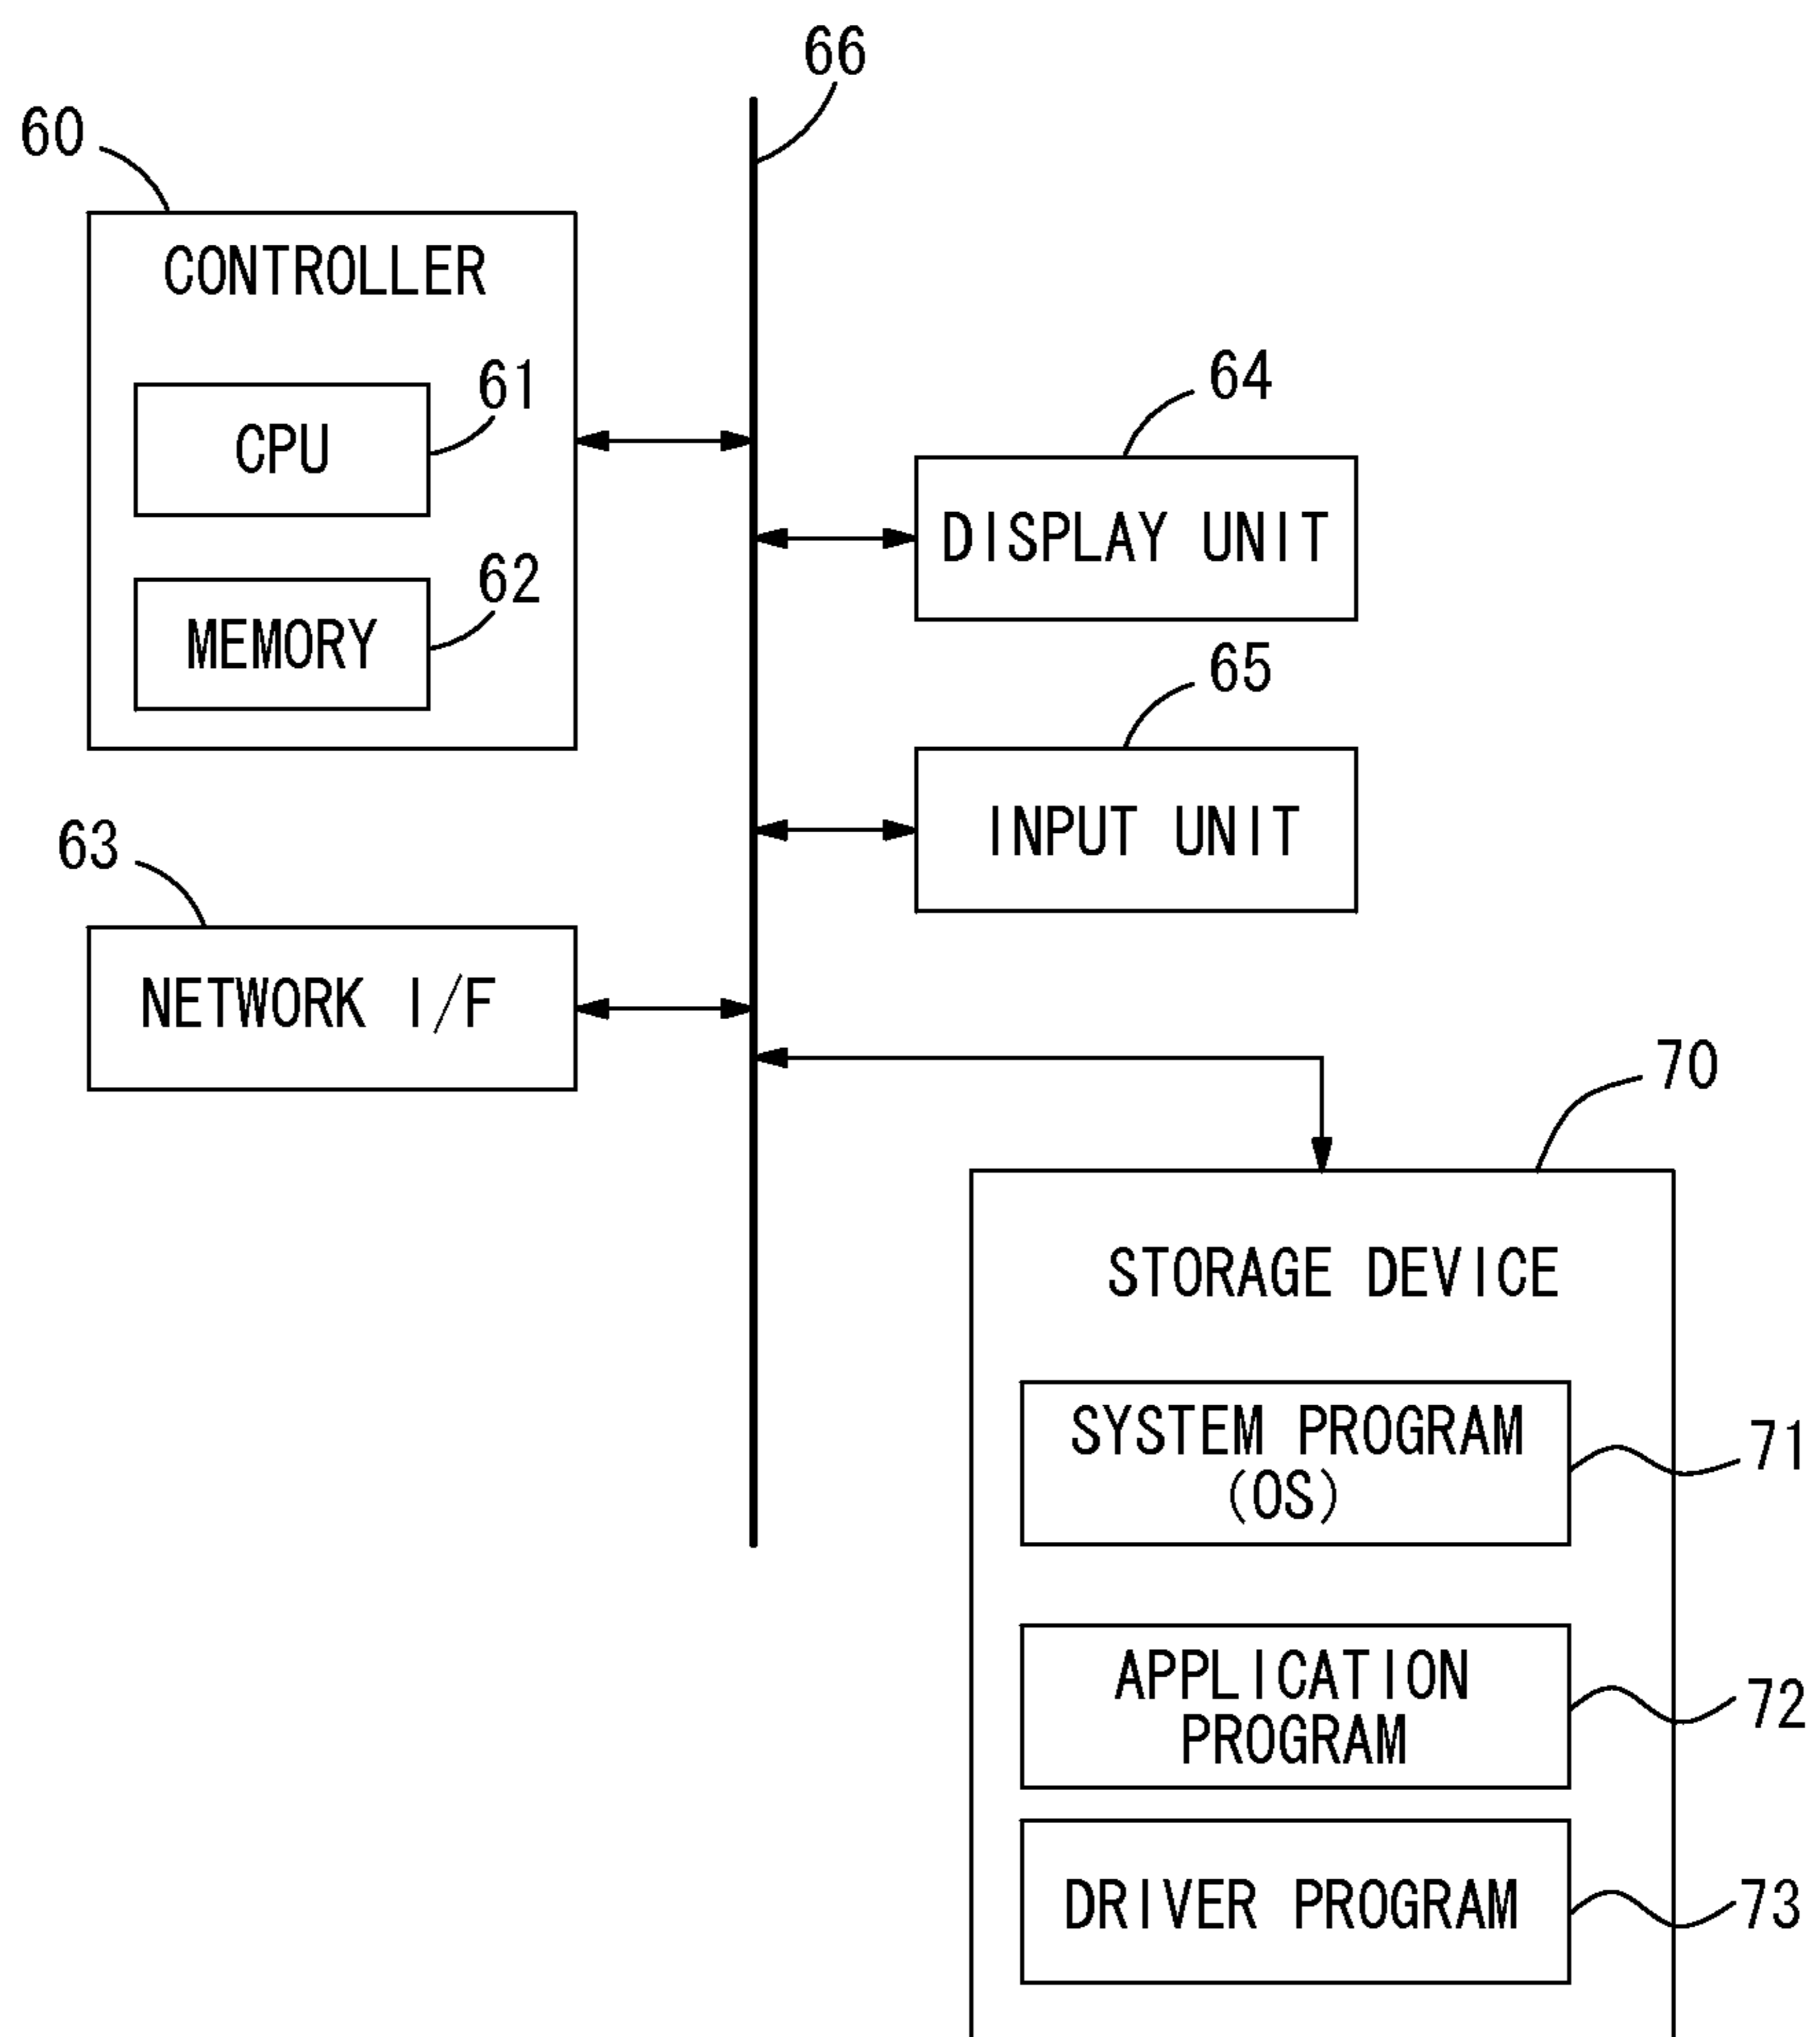 66
60
CONTROLLER
61
CPU
64
DISPLAY UNIT
62
MEMORY
65
INPUT UNIT
63
NETWORK I/F
70
STORAGE DEVICE
SYSTEM PROGRAM
(OS)
71
APPLICATION
PROGRAM
72
DRIVER PROGRAM
73